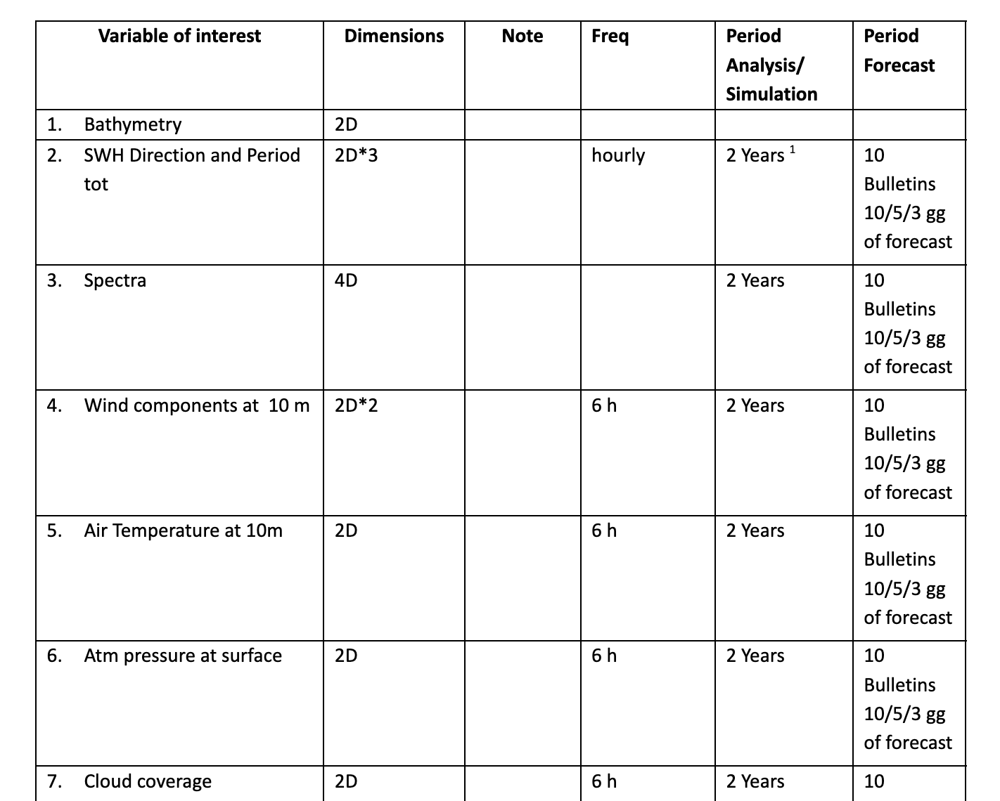 Variable of interest Dimensions Note Freq Period Analysis/ Simulation Period Forecast
1. Bathymetry 2D
2. SWH Direction and Period 2D*3 hourly 2 Years 1 10
tot Bulletins
10/5/3 gg
of forecast
3. Spectra 4D 2 Years 10
Bulletins
10/5/3 gg
of forecast
4. Wind components at 10 m 2D*2 6 h 2 Years 10
Bulletins
10/5/3 gg
of forecast
5. Air Temperature at 10m 2D 6 h 2 Years 10
Bulletins
10/5/3 gg
of forecast
6. Atm pressure at surface 2D 6 h 2 Years 10
Bulletins
10/5/3 gg
of forecast
7. Cloud coverage 2D 6 h 2 Years 10